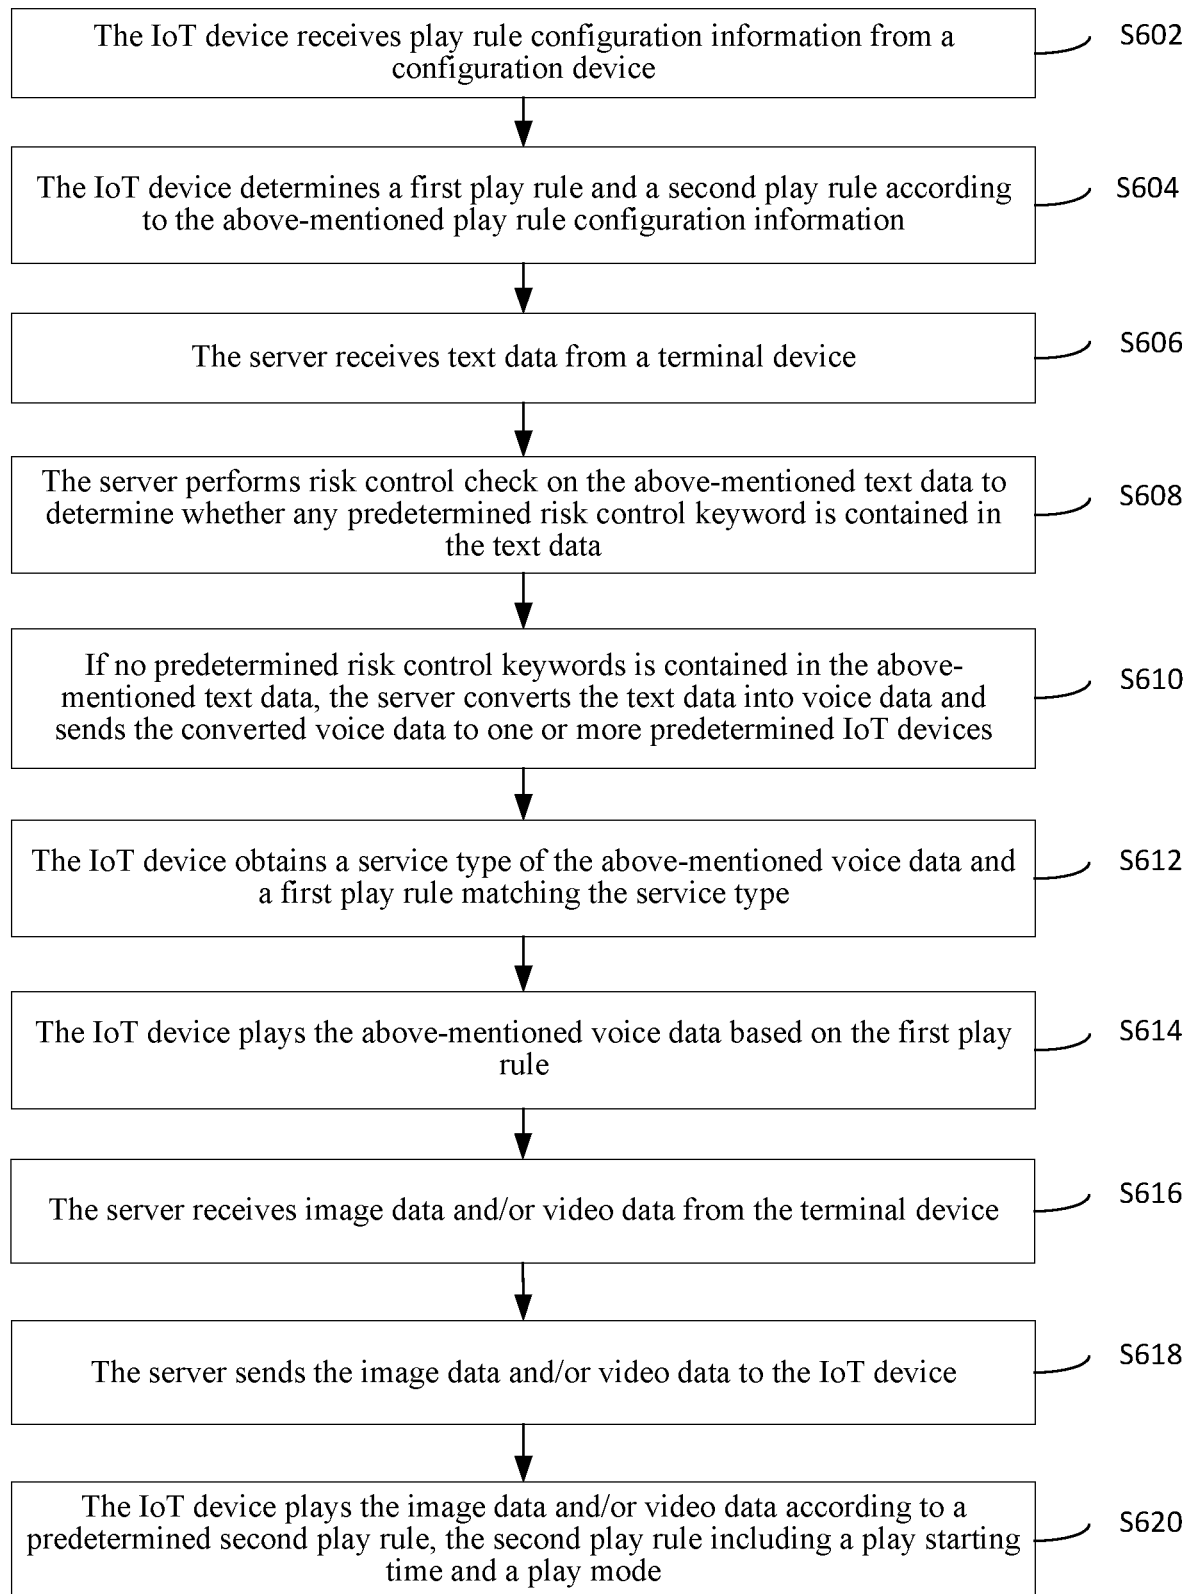 The IoT device receives play rule configuration information from a
configuration device
S602
The IoT device determines a first play rule and a second play rule according
to the above-mentioned play rule configuration information
S604
The server receives text data from a terminal device
S606
The server performs risk control check on the above-mentioned text data to
determine whether any predetermined risk control keyword is contained in
the text data
S608
If no predetermined risk control keywords is contained in the above-
mentioned text data, the server converts the text data into voice data and
sends the converted voice data to one or more predetermined IoT devices
S610
The IoT device obtains a service type of the above-mentioned voice data and
a first play rule matching the service type
S612
The IoT device plays the above-mentioned voice data based on the first play
rule
S614
The server receives image data and/or video data from the terminal device
S616
The server sends the image data and/or video data to the IoT device
S618
The IoT device plays the image data and/or video data according to a
predetermined second play rule, the second play rule including a play starting
time and a play mode
S620